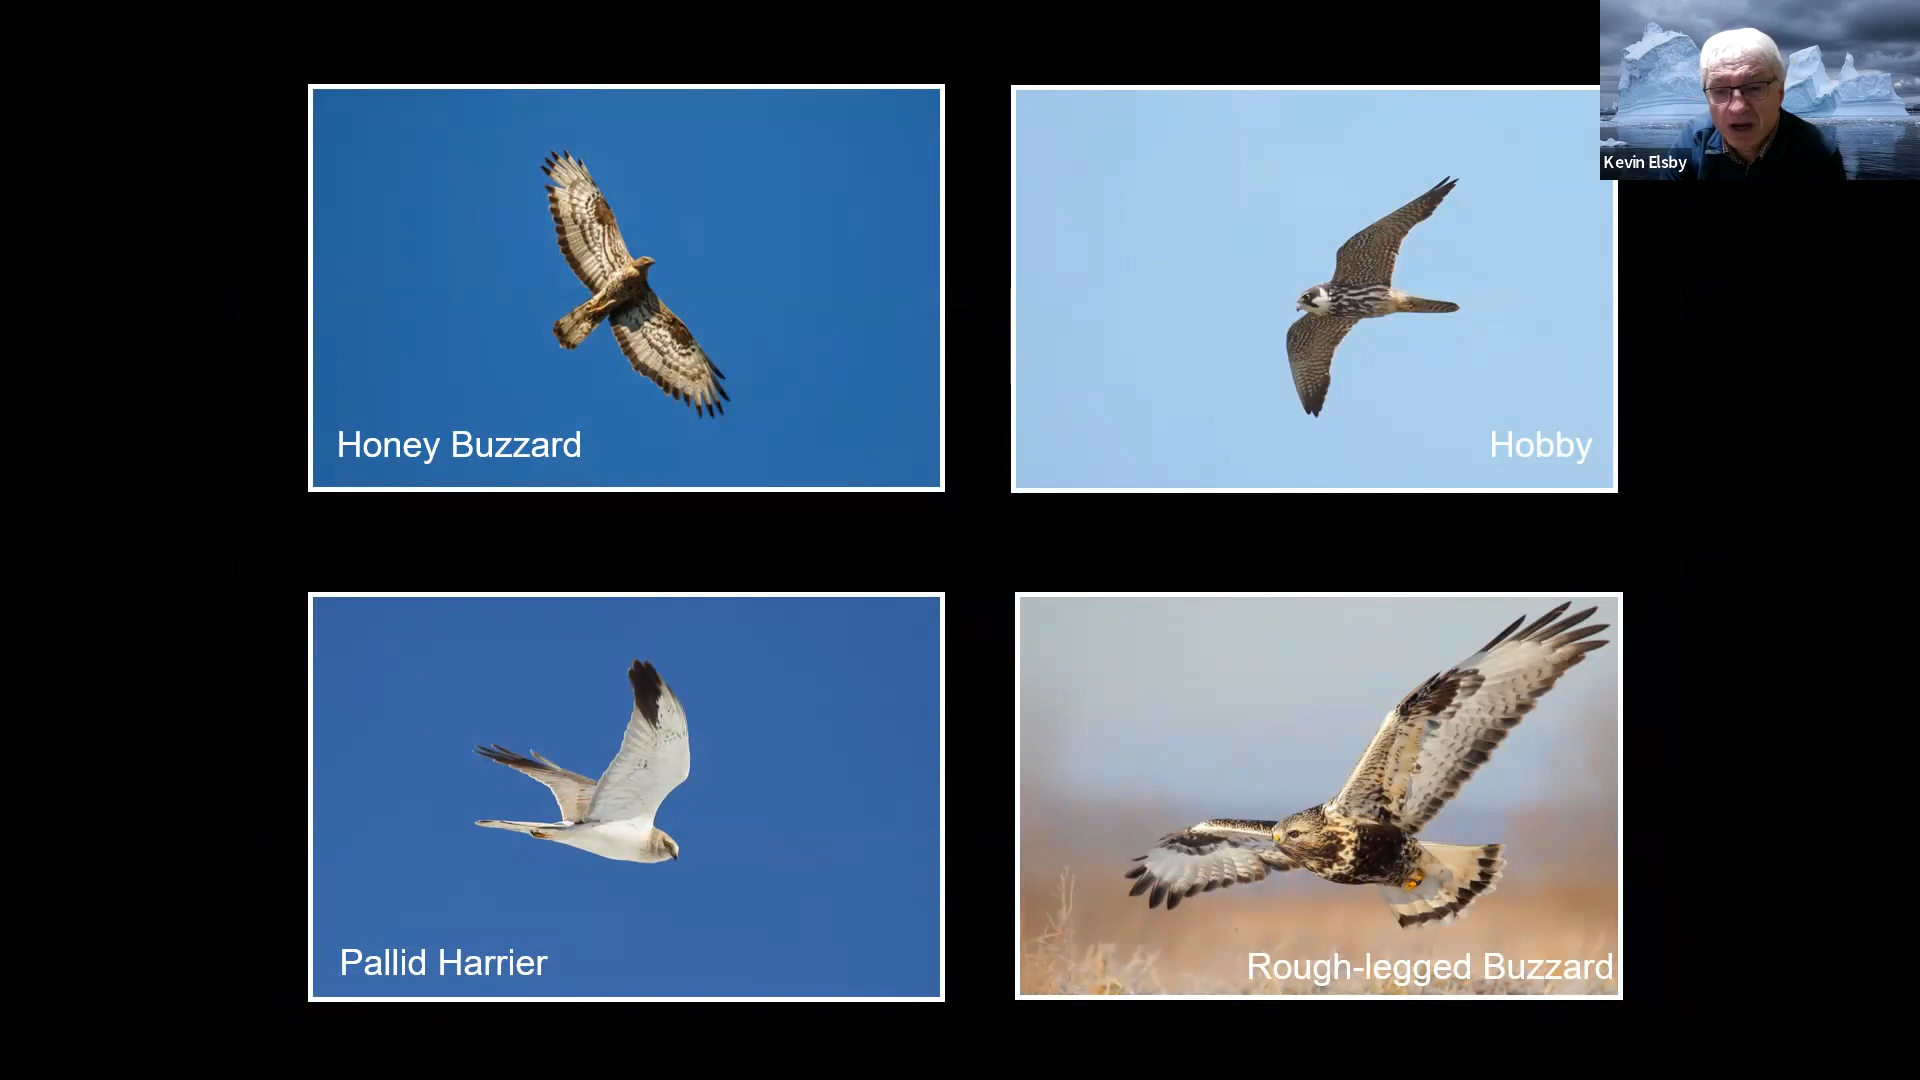 Kevin Elsby
Honey Buzzard
Hobby
Pallid Harrier
Rough-legged Buzzard